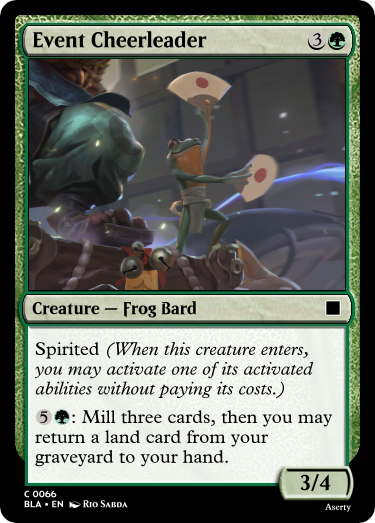 Event Cheerleader 3
Creature — Frog Bard
Spirited (When this creature enters,
you may activate one of its activated
abilities without paying its costs.)
5 : Mill three cards, then you may
return a land card from your
graveyard to your hand.
3/4
C 0066
BLA • EN Rio Sabda
Aserty